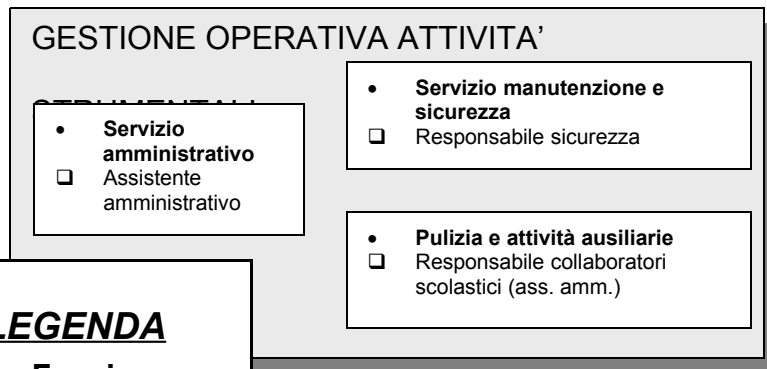 GESTIONE OPERATIVA ATTIVITA’
STRUMENTALI
• Servizio
amministrativo
❑ Assistente
amministrativo
• Servizio manutenzione e
sicurezza
❑ Responsabile sicurezza
• Pulizia e attività ausiliarie
❑ Responsabile collaboratori
scolastici (ass. amm.)
LEGENDA